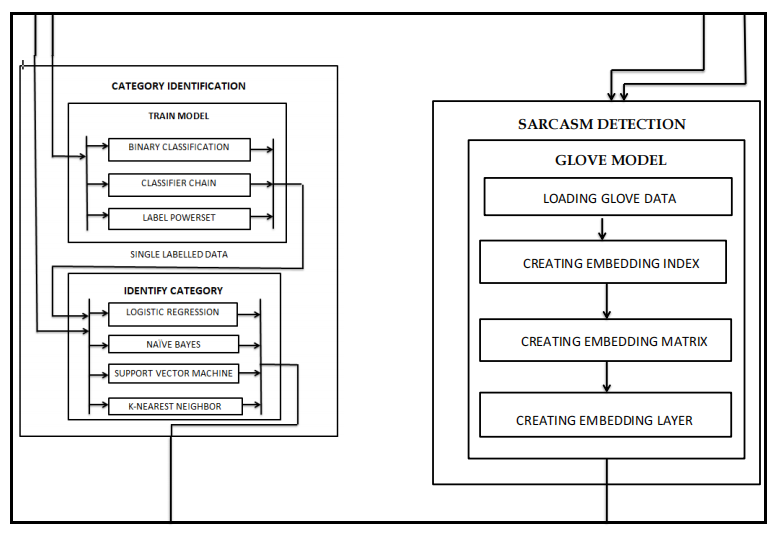 CATEGORY IDENTIFICATION
TRAIN MODEL
BINARY CLASSIFICATION
CLASSIFIER CHAIN
LABEL POWERSET
SINGLE LABELLED DATA
IDENTIFY CATEGORY
LOGISTIC REGRESSION
NAÏVE BAYES
SUPPORT VECTOR MACHINE
K-NEAREST NEIGHBOR
SARCASM DETECTION
GLOVE MODEL
LOADING GLOVE DATA
CREATING EMBEDDING INDEX
CREATING EMBEDDING MATRIX
CREATING EMBEDDING LAYER